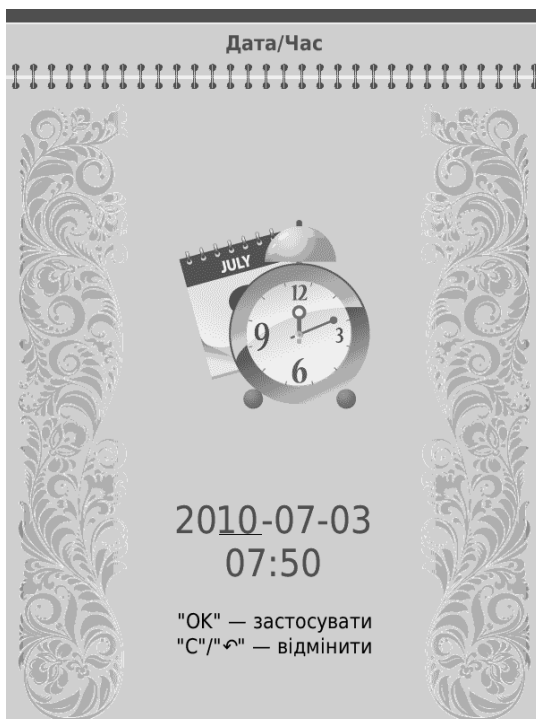 Дата/Час
JULY
12
9
3
6
2010-07-03
07:50
"OK" — застосувати
"C"/"↶" — відмінити